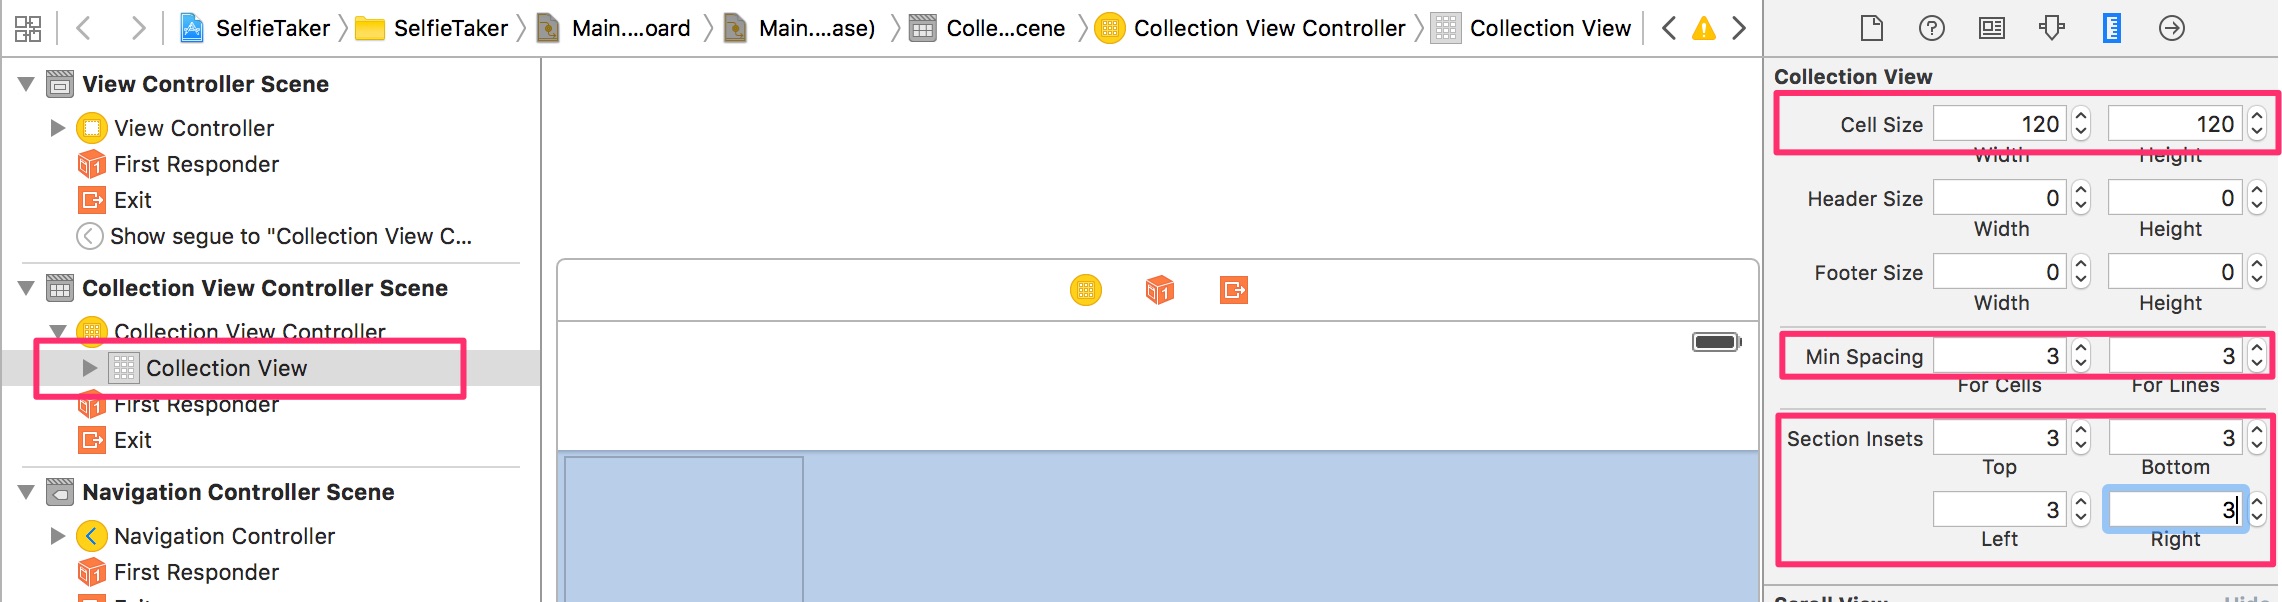 SelfieTaker SelfieTaker Main....oard Main....ase) Colle...cene Collection View Controller Collection View
View Controller Scene
View Controller
First Responder
Exit
Show segue to "Collection View C...
Collection View Controller Scene
Collection View Controller
Collection View
First Responder
Exit
Navigation Controller Scene
Navigation Controller
First Responder
Exit
Collection View
Cell Size 120 120
Width Height
Header Size 0 0
Width Height
Footer Size 0 0
Width Height
Min Spacing 3 3
For Cells For Lines
Section Insets 3 3
Top Bottom
3 3
Left Right
Scroll View Hide